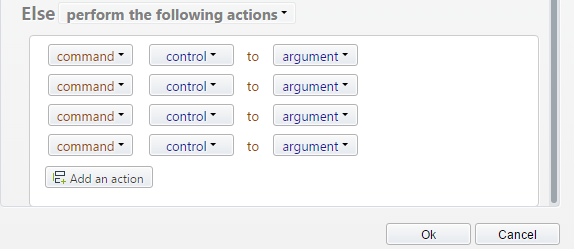 Else perform the following actions
command control to argument
command control to argument
command control to argument
command control to argument
Add an action
Ok Cancel